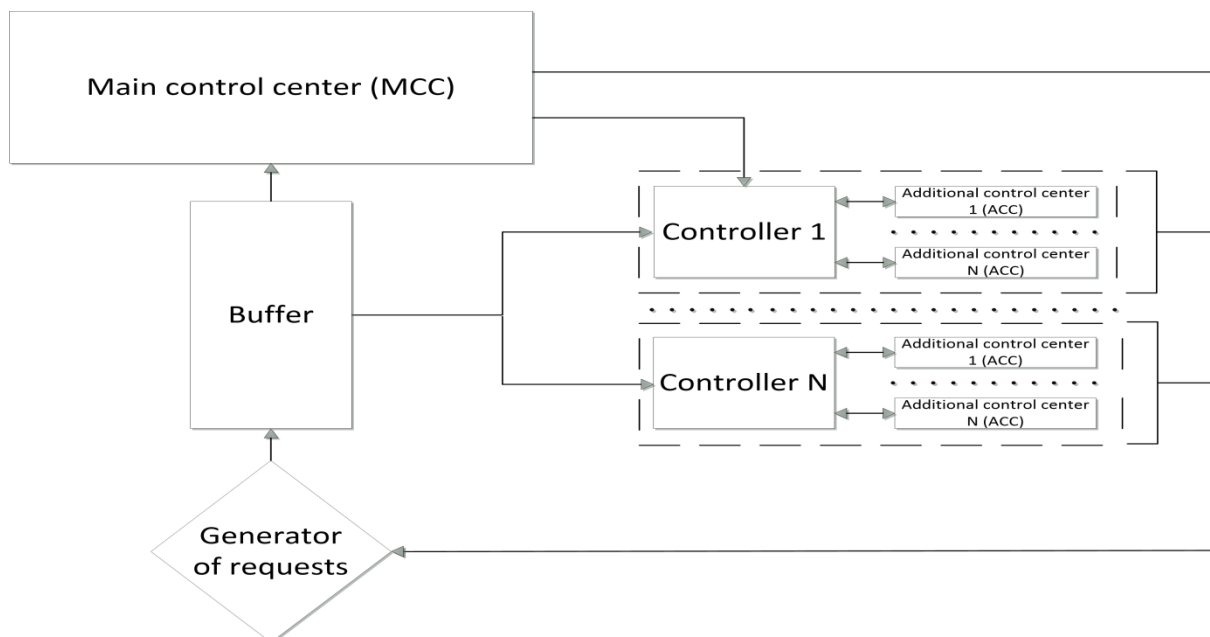 Main control center (MCC)
Additional control center
1 (ACC)
Controller 1
Additional control center
N (ACC)
Buffer
Additional control center
1 (ACC)
Controller N
Additional control center
N (ACC)
Generator
of requests